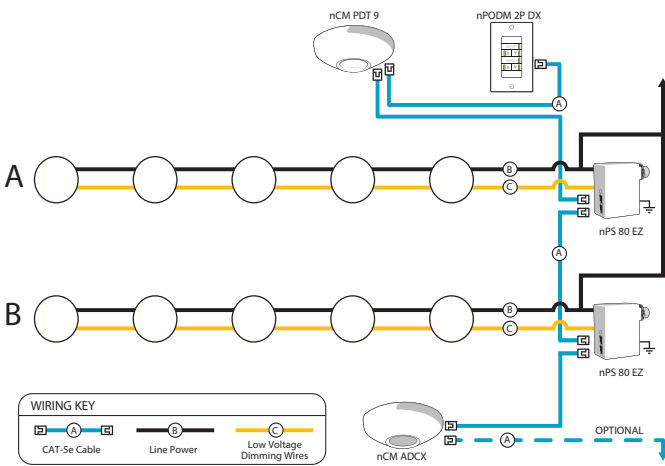 nCM PDT 9
nPODM 2P DX
A
A
B
C
nPS 80 EZ
A
B
B
C
nPS 80 EZ
WIRING KEY
A
B
C
CAT-5e Cable
Line Power
Low Voltage
Dimming Wires
nCM ADCX
A
OPTIONAL